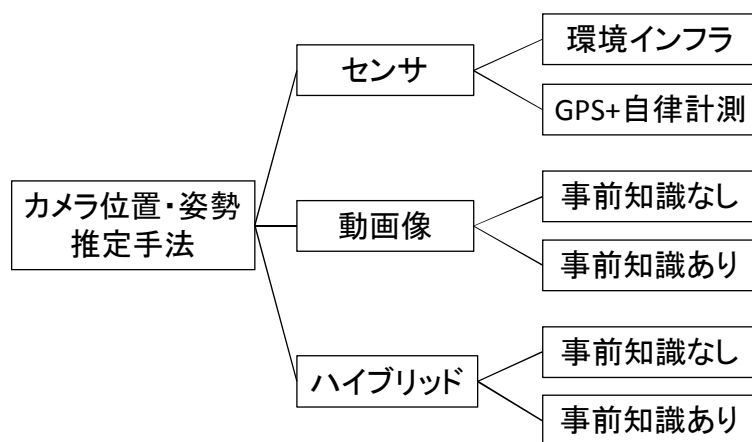 カメラ位置・姿勢
推定手法
センサ
環境インフラ
GPS+自律計測
動画像
事前知識なし
事前知識あり
ハイブリッド
事前知識なし
事前知識あり